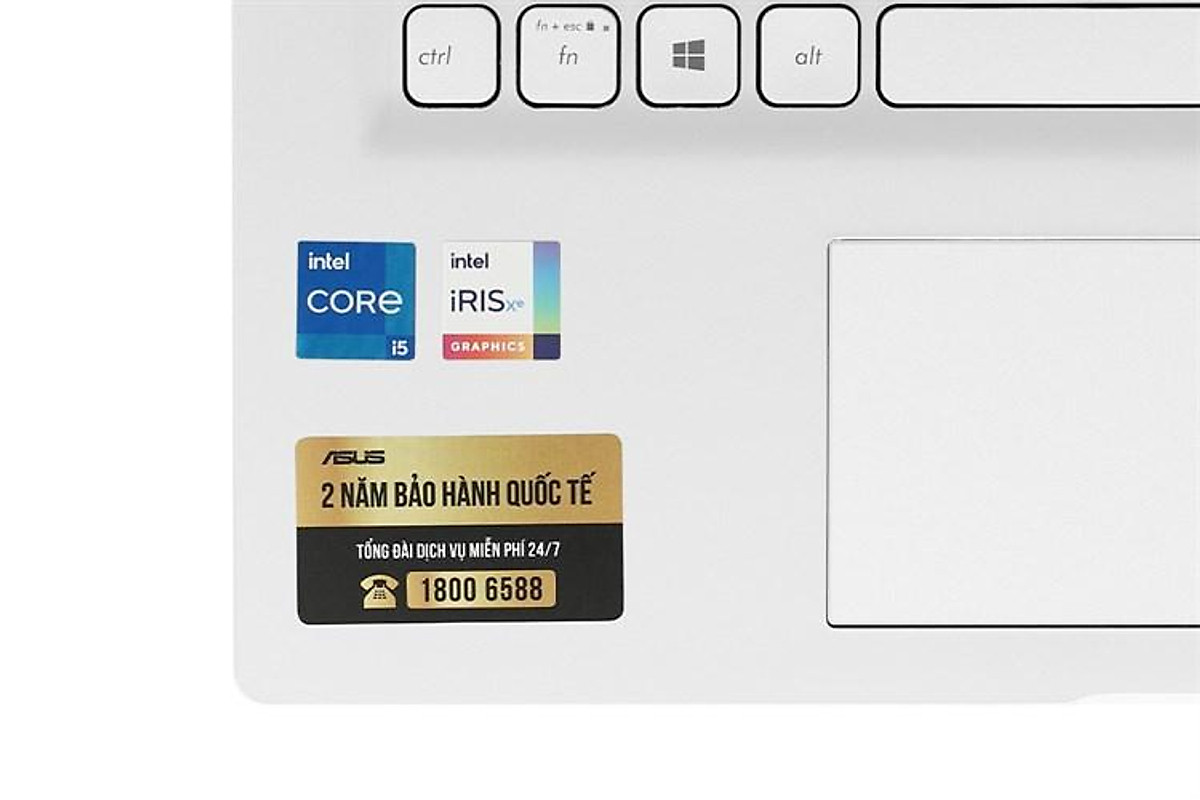 fn + esc
ctrl
fn
alt
intel
CORE
i5
intel
iRIS Xe
GRAPHICS
ASUS
2 NĂM BẢO HÀNH QUỐC TẾ
TỔNG ĐÀI DỊCH VỤ MIỄN PHÍ 24/7
1800 6588